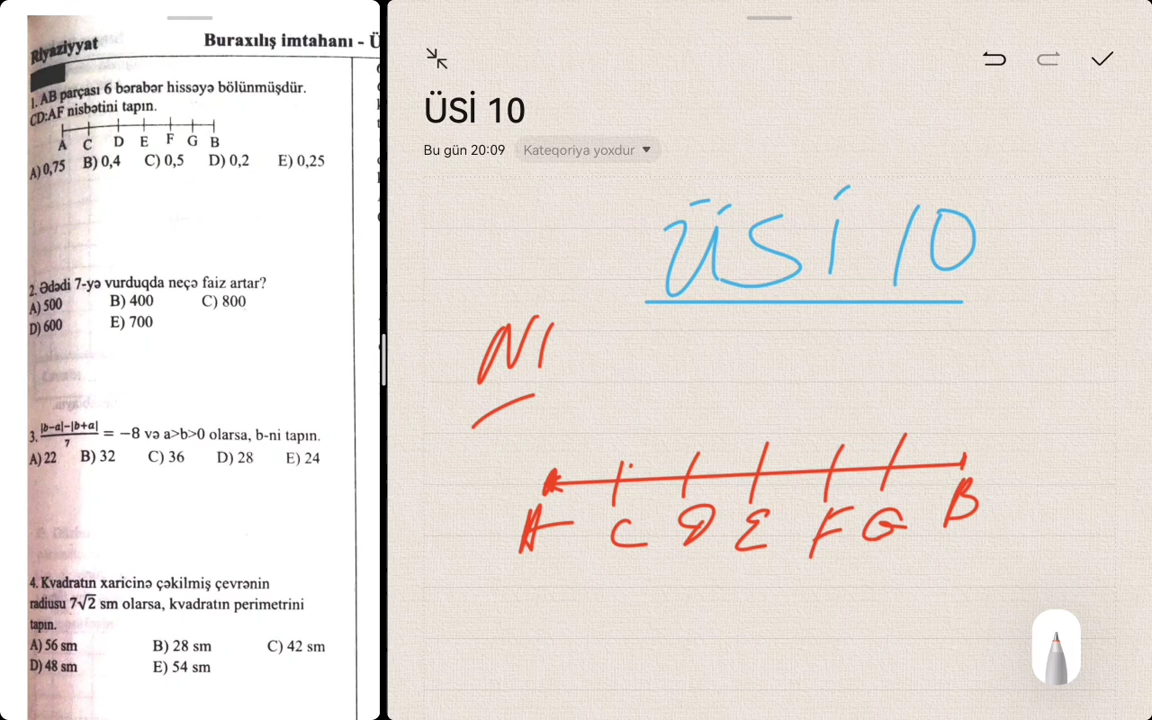 Riyaziyyat
Buraxılış imtahanı - Ü
1. AB parçası 6 bərabər hissəyə bölünmüşdür.
CD:AF nisbətini tapın.
A C D E F G B
A) 0,75 B) 0,4 C) 0,5 D) 0,2 E) 0,25
2. Ədədi 7-yə vurduqda neçə faiz artar?
A) 500 B) 400 C) 800
D) 600 E) 700
3. |b−a|−|b+a| / 7 = −8 və a>b>0 olarsa, b-ni tapın.
A) 22 B) 32 C) 36 D) 28 E) 24
4. Kvadratın xaricinə çəkilmiş çevrənin
radiusu 7√2 sm olarsa, kvadratın perimetrini
tapın.
A) 56 sm B) 28 sm C) 42 sm
D) 48 sm E) 54 sm
ÜSİ 10
Bu gün 20:09 Kateqoriya yoxdur
ÜSİ 10
N1
A C D E F G B